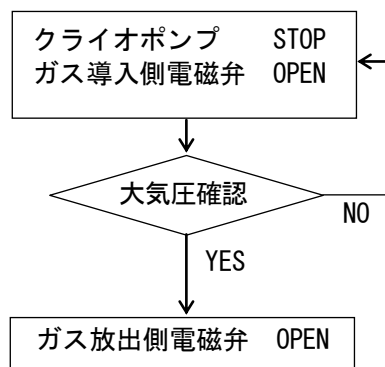 クライオポンプ STOP
ガス導入側電磁弁 OPEN
大気圧確認
NO
YES
ガス放出側電磁弁 OPEN